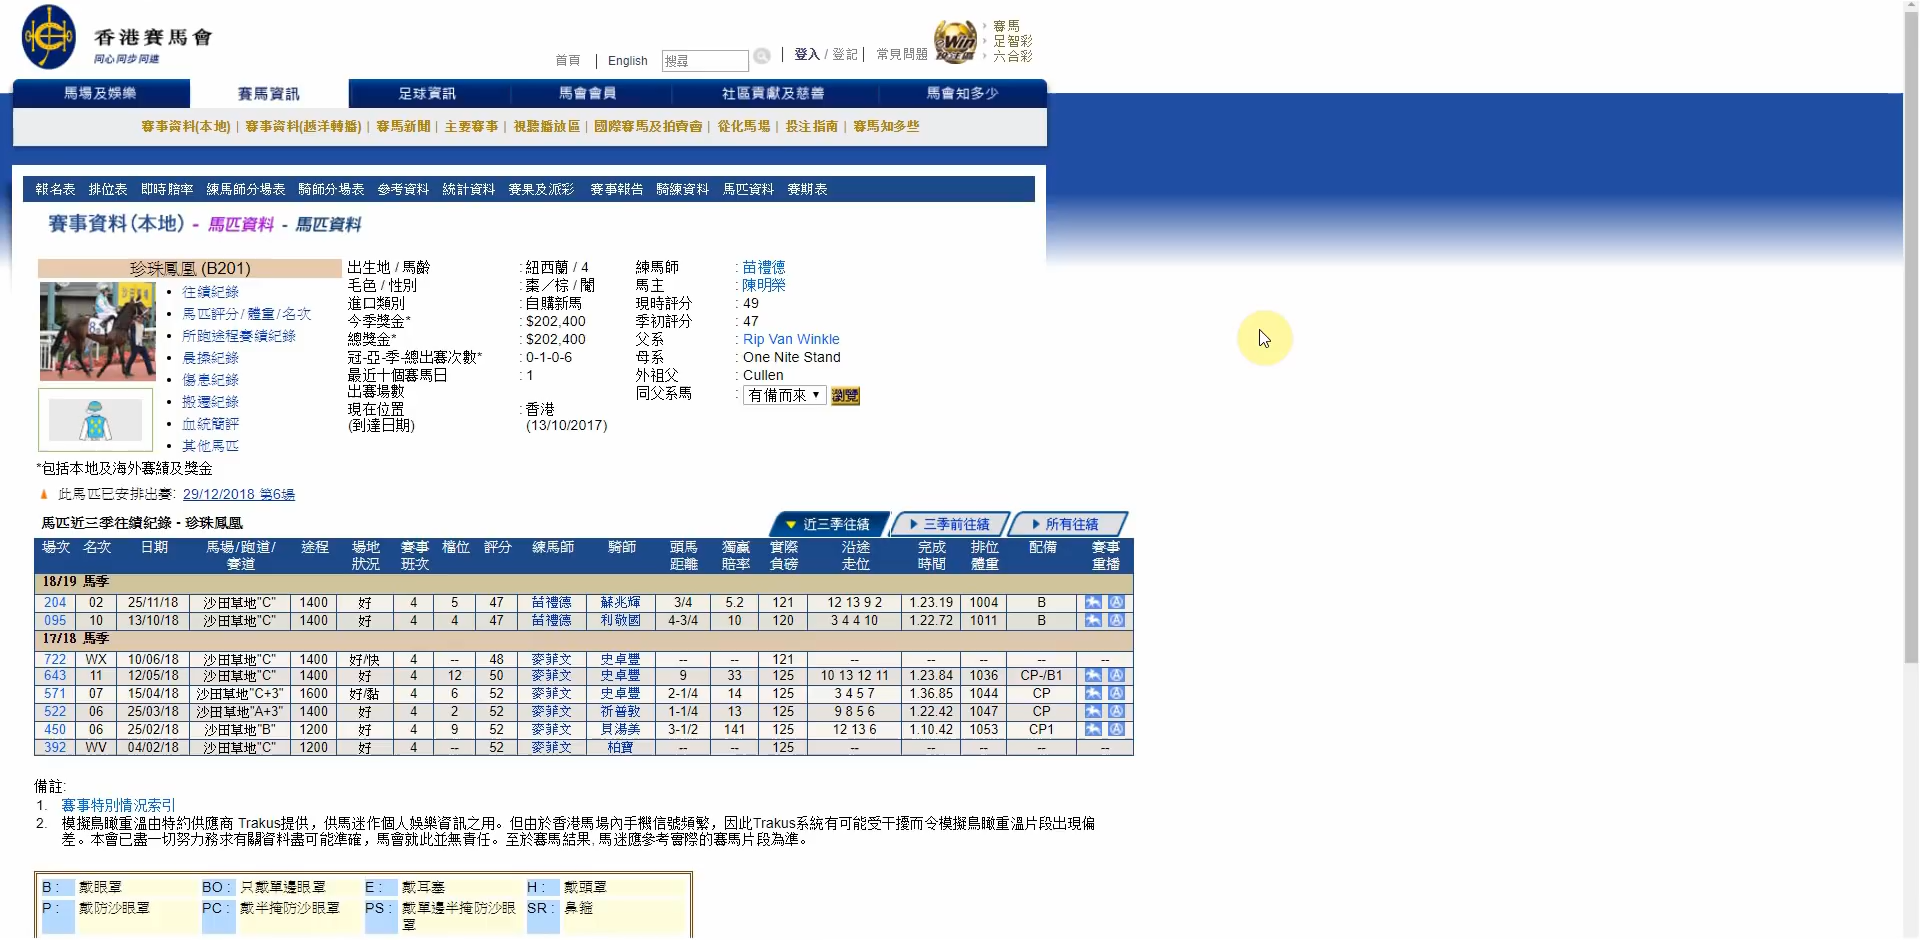 香港賽馬會
同心同步同進
首頁 | English 搜尋 | 登入 / 登記 | 常見問題
賽馬
足智彩
六合彩
馬場及娛樂 賽馬資訊 足球資訊 馬會會員 社區貢獻及慈善 馬會知多少
賽事資料(本地) | 賽事資料(越洋轉播) | 賽馬新聞 | 主要賽事 | 視聽播放區 | 國際賽馬及拍賣會 | 從化馬場 | 投注指南 | 賽馬知多些
報名表 排位表 即時賠率 練馬師分場表 騎師分場表 參考資料 統計資料 賽果及派彩 賽事報告 騎練資料 馬匹資料 賽期表
賽事資料(本地) - 馬匹資料 - 馬匹資料
珍珠鳳凰 (B201)
往績紀錄
馬匹評分/體重/名次
所跑途程賽績紀錄
晨操紀錄
傷患紀錄
搬遷紀錄
血統簡評
其他馬匹
出生地 / 馬齡 : 紐西蘭 / 4 練馬師 : 苗禮德
毛色 / 性別 : 棗／棕 / 閹 馬主 : 陳明榮
進口類別 : 自購新馬 現時評分 : 49
今季獎金* : $202,400 季初評分 : 47
總獎金* : $202,400 父系 : Rip Van Winkle
冠-亞-季-總出賽次數* : 0-1-0-6 母系 : One Nite Stand
最近十個賽馬日 : 1 外祖父 : Cullen
出賽場數 同父系馬 : 有備而來 瀏覽
現在位置 : 香港
(到達日期) (13/10/2017)
*包括本地及海外賽績及獎金
此馬匹已安排出賽: 29/12/2018 第6場
馬匹近三季往績紀錄 - 珍珠鳳凰 近三季往績 三季前往績 所有往績
場次 名次 日期 馬場/跑道/ 途程 場地 賽事 檔位 評分 練馬師 騎師 頭馬 獨贏 實際 沿途 完成 排位 配備 賽事
賽道 狀況 班次 距離 賠率 負磅 走位 時間 體重 重播
18/19 馬季
204 02 25/11/18 沙田草地"C" 1400 好 4 5 47 苗禮德 蘇兆輝 3/4 5.2 121 12 13 9 2 1.23.19 1004 B
095 10 13/10/18 沙田草地"C" 1400 好 4 4 47 苗禮德 利敬國 4-3/4 10 120 3 4 4 10 1.22.72 1011 B
17/18 馬季
722 WX 10/06/18 沙田草地"C" 1400 好/快 4 -- 48 麥菲文 史卓豐 -- -- 121 -- -- -- -- --
643 11 12/05/18 沙田草地"C" 1400 好 4 12 50 麥菲文 史卓豐 9 33 125 10 13 12 11 1.23.84 1036 CP-/B1
571 07 15/04/18 沙田草地"C+3" 1600 好/黏 4 6 52 麥菲文 史卓豐 2-1/4 14 125 3 4 5 7 1.36.85 1044 CP
522 06 25/03/18 沙田草地"A+3" 1400 好 4 2 52 麥菲文 祈普敦 1-1/4 13 125 9 8 5 6 1.22.42 1047 CP
450 06 25/02/18 沙田草地"B" 1200 好 4 9 52 麥菲文 貝湯美 3-1/2 141 125 12 13 6 1.10.42 1053 CP1
392 WV 04/02/18 沙田草地"C" 1200 好 4 -- 52 麥菲文 柏寶 -- -- 125 -- -- -- -- --
備註:
1. 賽事特別情況索引
2. 模擬鳥瞰重溫由特約供應商 Trakus提供，供馬迷作個人娛樂資訊之用。但由於香港馬場內手機信號頻繁，因此Trakus系統有可能受干擾而令模擬鳥瞰重溫片段出現偏
差。本會已盡一切努力務求有關資料盡可能準確，馬會就此並無責任。至於賽馬結果, 馬迷應參考實際的賽馬片段為準。
B : 戴眼罩 BO : 只戴單邊眼罩 E : 戴耳塞 H : 戴頭罩
P : 戴防沙眼罩 PC : 戴半掩防沙眼罩 PS : 戴單邊半掩防沙眼 SR : 鼻箍
罩